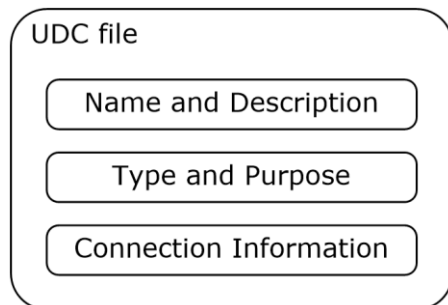 UDC file
Name and Description
Type and Purpose
Connection Information